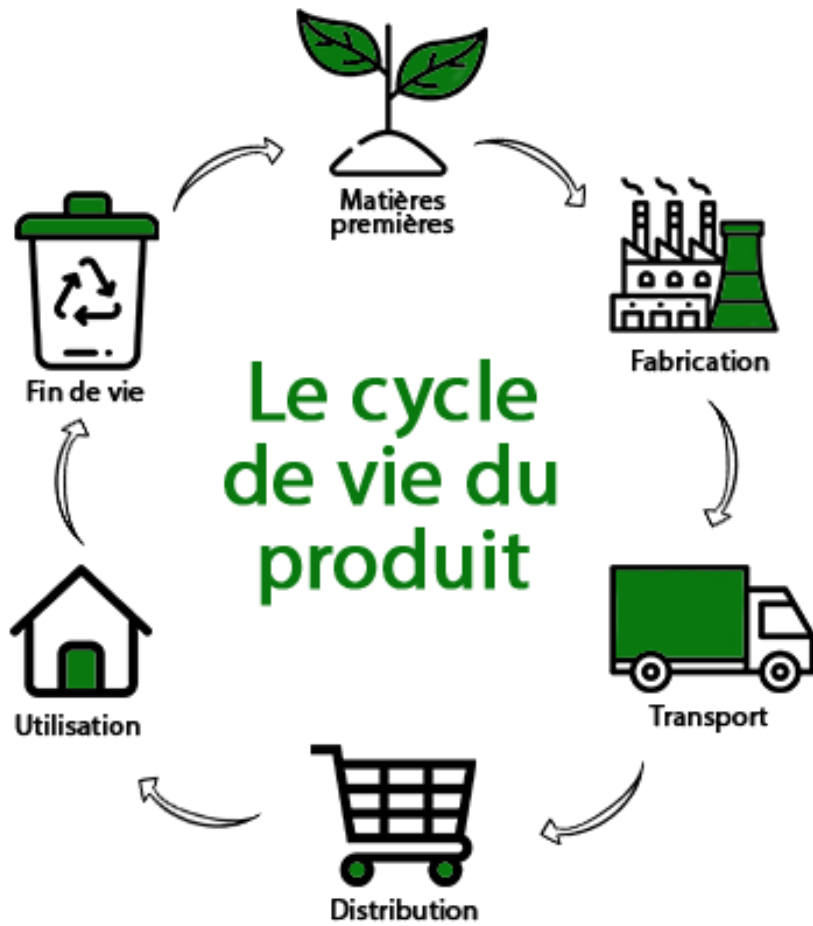 Matières
premières
Fabrication
Transport
Distribution
Utilisation
Fin de vie
Le cycle
de vie du
produit